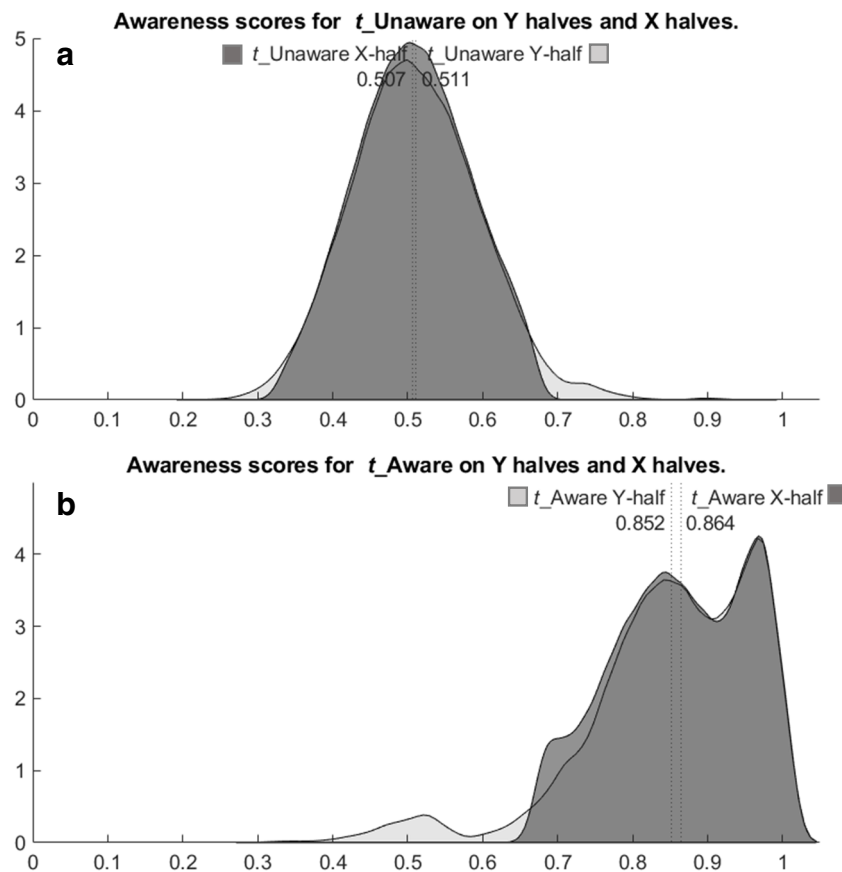 Awareness scores for t_Unaware on Y halves and X halves.
a
t_Unaware X-half t_Unaware Y-half
0.507 0.511
5
4
3
2
1
0
0 0.1 0.2 0.3 0.4 0.5 0.6 0.7 0.8 0.9 1
Awareness scores for t_Aware on Y halves and X halves.
b
t_Aware Y-half t_Aware X-half
0.852 0.864
4
3
2
1
0
0 0.1 0.2 0.3 0.4 0.5 0.6 0.7 0.8 0.9 1